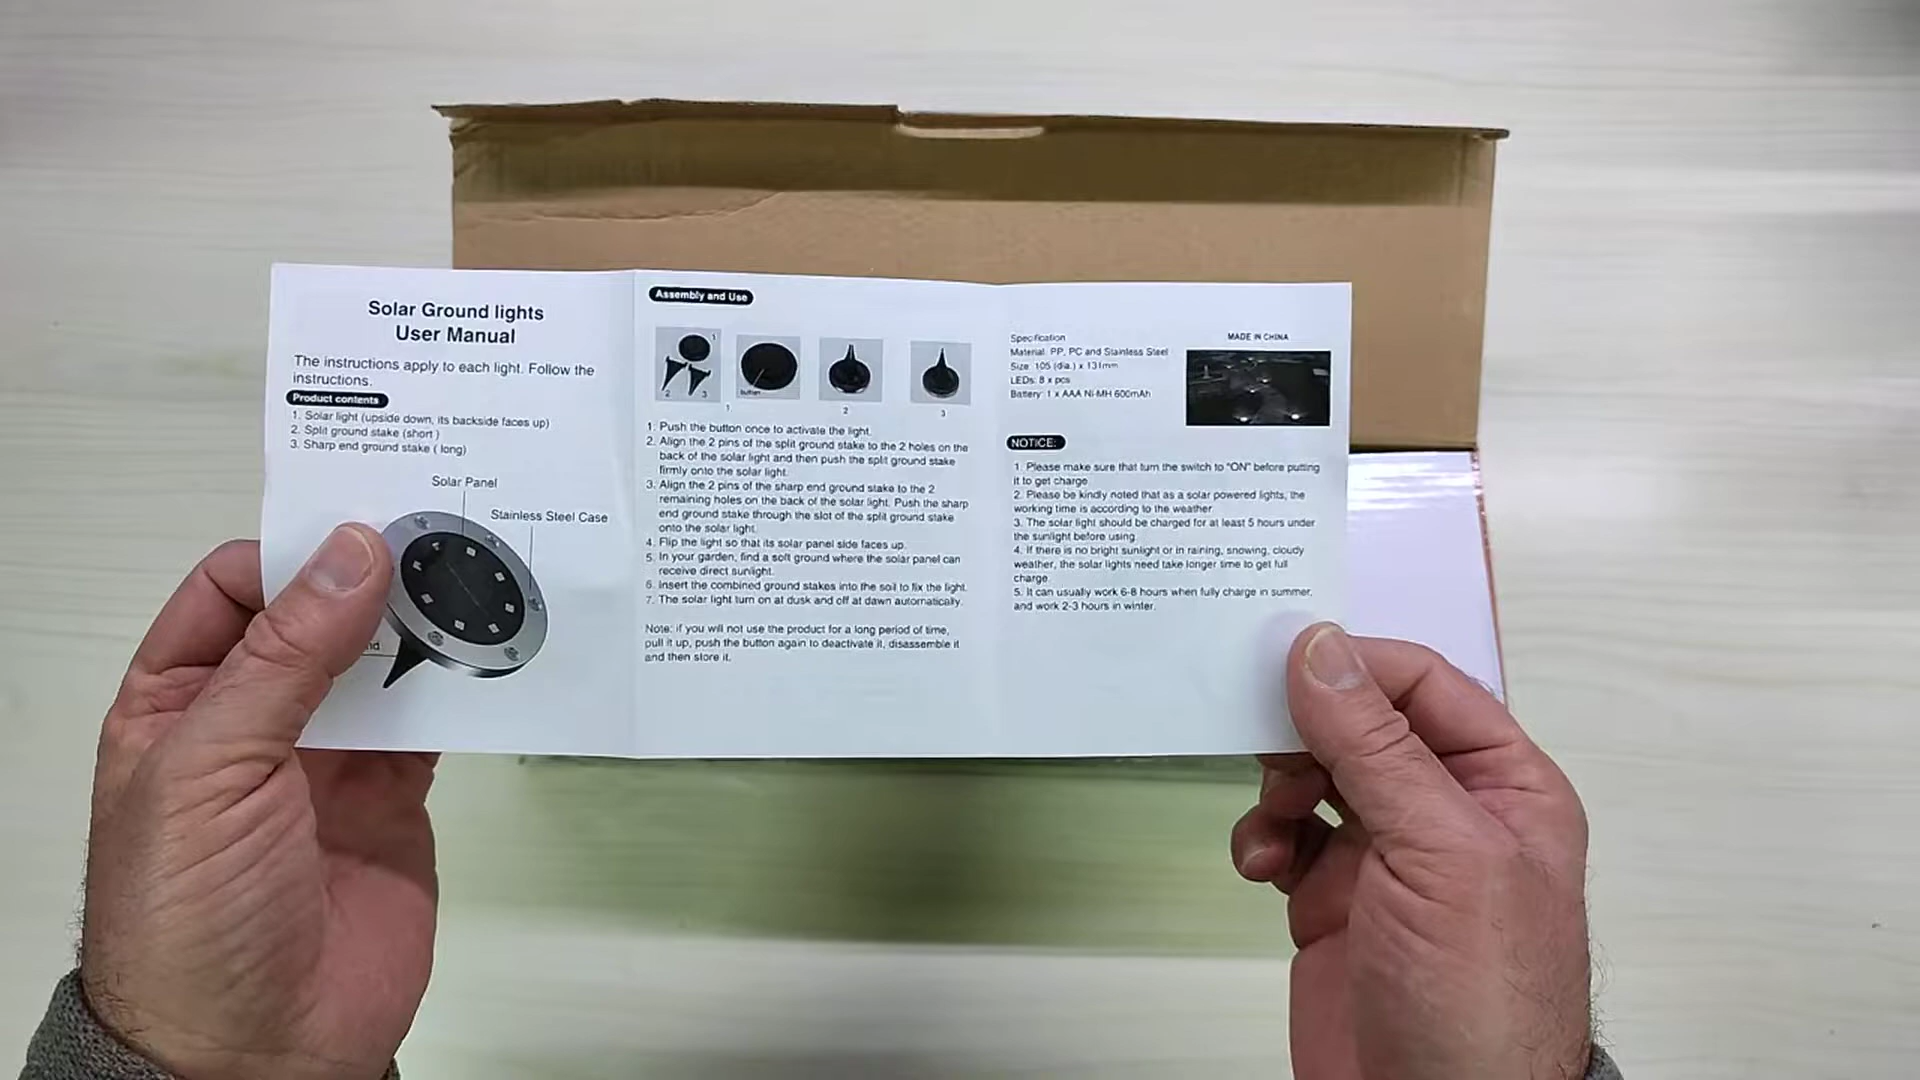 Solar Ground lights
User Manual
The instructions apply to each light. Follow the
instructions.
Product contents
1. Solar light (upside down, its backside faces up)
2. Split ground stake (short )
3. Sharp end ground stake ( long)
Solar Panel
Stainless Steel Case
nd
Assembly and Use
1
2 3
button
1
2
3
1. Push the button once to activate the light.
2. Align the 2 pins of the split ground stake to the 2 holes on the
back of the solar light and then push the split ground stake
firmly onto the solar light.
3. Align the 2 pins of the sharp end ground stake to the 2
remaining holes on the back of the solar light. Push the sharp
end ground stake through the slot of the split ground stake
onto the solar light.
4. Flip the light so that its solar panel side faces up.
5. In your garden, find a soft ground where the solar panel can
receive direct sunlight.
6. Insert the combined ground stakes into the soil to fix the light.
7. The solar light turn on at dusk and off at dawn automatically.
Note: if you will not use the product for a long period of time,
pull it up, push the button again to deactivate it, disassemble it
and then store it.
Specification
Material: PP, PC and Stainless Steel
Size: 105 (dia.) x 131mm
LEDs: 8 x pcs
Battery: 1 x AAA Ni-MH 600mAh
MADE IN CHINA
NOTICE:
1. Please make sure that turn the switch to "ON" before putting
it to get charge.
2. Please be kindly noted that as a solar powered lights, the
working time is according to the weather.
3. The solar light should be charged for at least 5 hours under
the sunlight before using.
4. If there is no bright sunlight or in raining, snowing, cloudy
weather, the solar lights need take longer time to get full
charge.
5. It can usually work 6-8 hours when fully charge in summer,
and work 2-3 hours in winter.